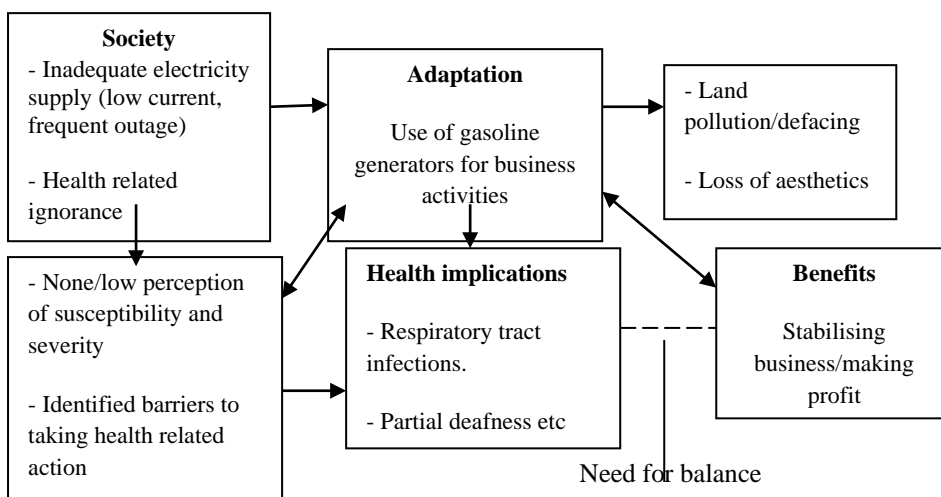 Society
- Inadequate electricity
supply (low current,
frequent outage)
- Health related
ignorance
Adaptation
Use of gasoline
generators for business
activities
- Land
pollution/defacing
- Loss of aesthetics
- None/low perception
of susceptibility and
severity
- Identified barriers to
taking health related
action
Health implications
- Respiratory tract
infections.
- Partial deafness etc
Benefits
Stabilising
business/making
profit
Need for balance